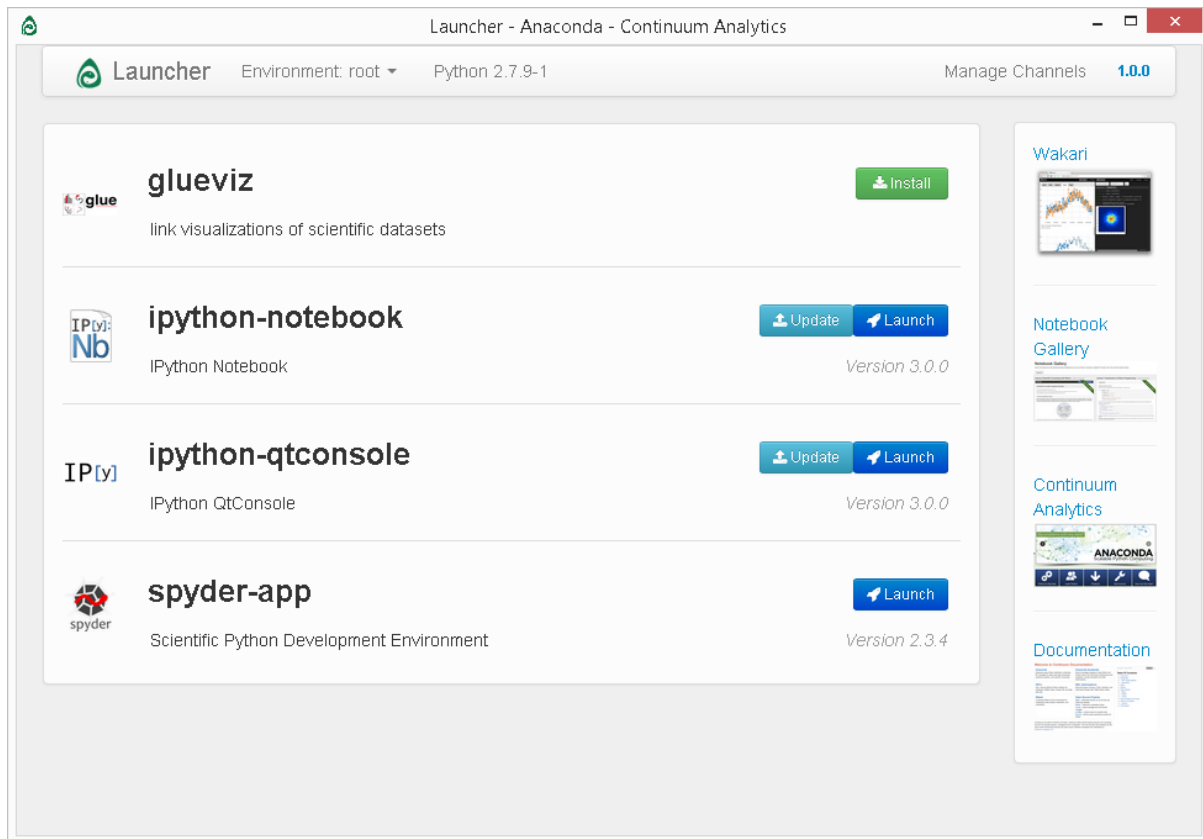 Launcher - Anaconda - Continuum Analytics
Launcher Environment: root Python 2.7.9-1 Manage Channels 1.0.0
glue
glueviz
Install
link visualizations of scientific datasets
IP[y]:
Nb
ipython-notebook
Update Launch
IPython Notebook
Version 3.0.0
IP[y]
ipython-qtconsole
Update Launch
IPython QtConsole
Version 3.0.0
spyder
spyder-app
Launch
Scientific Python Development Environment
Version 2.3.4
Wakari
Notebook
Gallery
Notebook Gallery
Continuum
Analytics
ANACONDA
Documentation